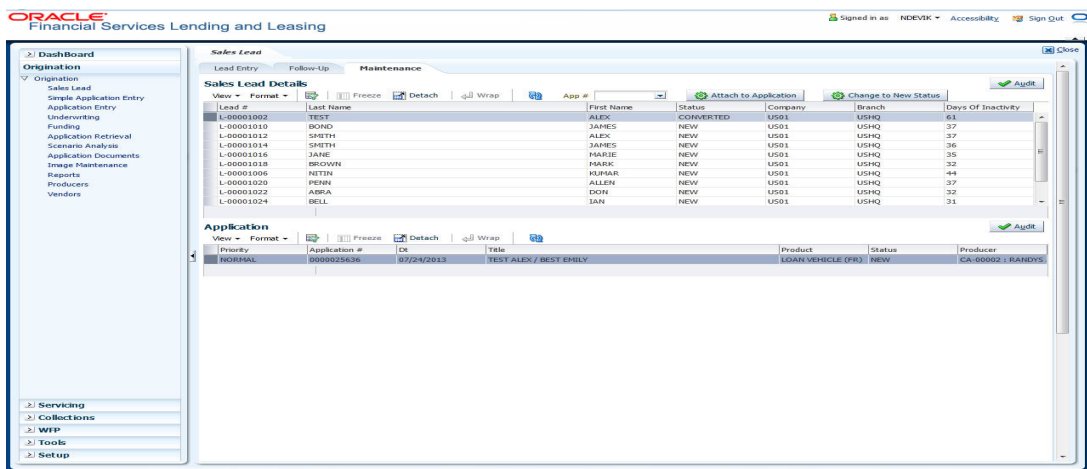 ORACLE
Financial Services Lending and Leasing
Signed in as NDEVIK Accessibility Sign Out
Close
DashBoard
Origination
Origination
Sales Lead
Simple Application Entry
Application Entry
Underwriting
Funding
Application Retrieval
Scenario Analysis
Application Documents
Image Maintenance
Reports
Producers
Vendors
Servicing
Collections
WFP
Tools
Setup
Sales Lead
Lead Entry Follow-Up Maintenance
Sales Lead Details Audit
View Format Freeze Detach Wrap App # Attach to Application Change to New Status
Lead # Last Name First Name Status Company Branch Days Of Inactivity
L-00001002 TEST ALEX CONVERTED US01 USHQ 61
L-00001010 BOND JAMES NEW US01 USHQ 37
L-00001012 SMITH ALEX NEW US01 USHQ 37
L-00001014 SMITH JAMES NEW US01 USHQ 36
L-00001016 JANE MARIE NEW US01 USHQ 35
L-00001018 BROWN MARK NEW US01 USHQ 32
L-00001006 NITIN KUMAR NEW US01 USHQ 44
L-00001020 PENN ALLEN NEW US01 USHQ 37
L-00001022 ABRA DON NEW US01 USHQ 32
L-00001024 BELL IAN NEW US01 USHQ 31
Application Audit
View Format Freeze Detach Wrap
Priority Application # Dt Title Product Status Producer
NORMAL 0000025636 07/24/2013 TEST ALEX / BEST EMILY LOAN VEHICLE (FR) NEW CA-00002 : RANDYS